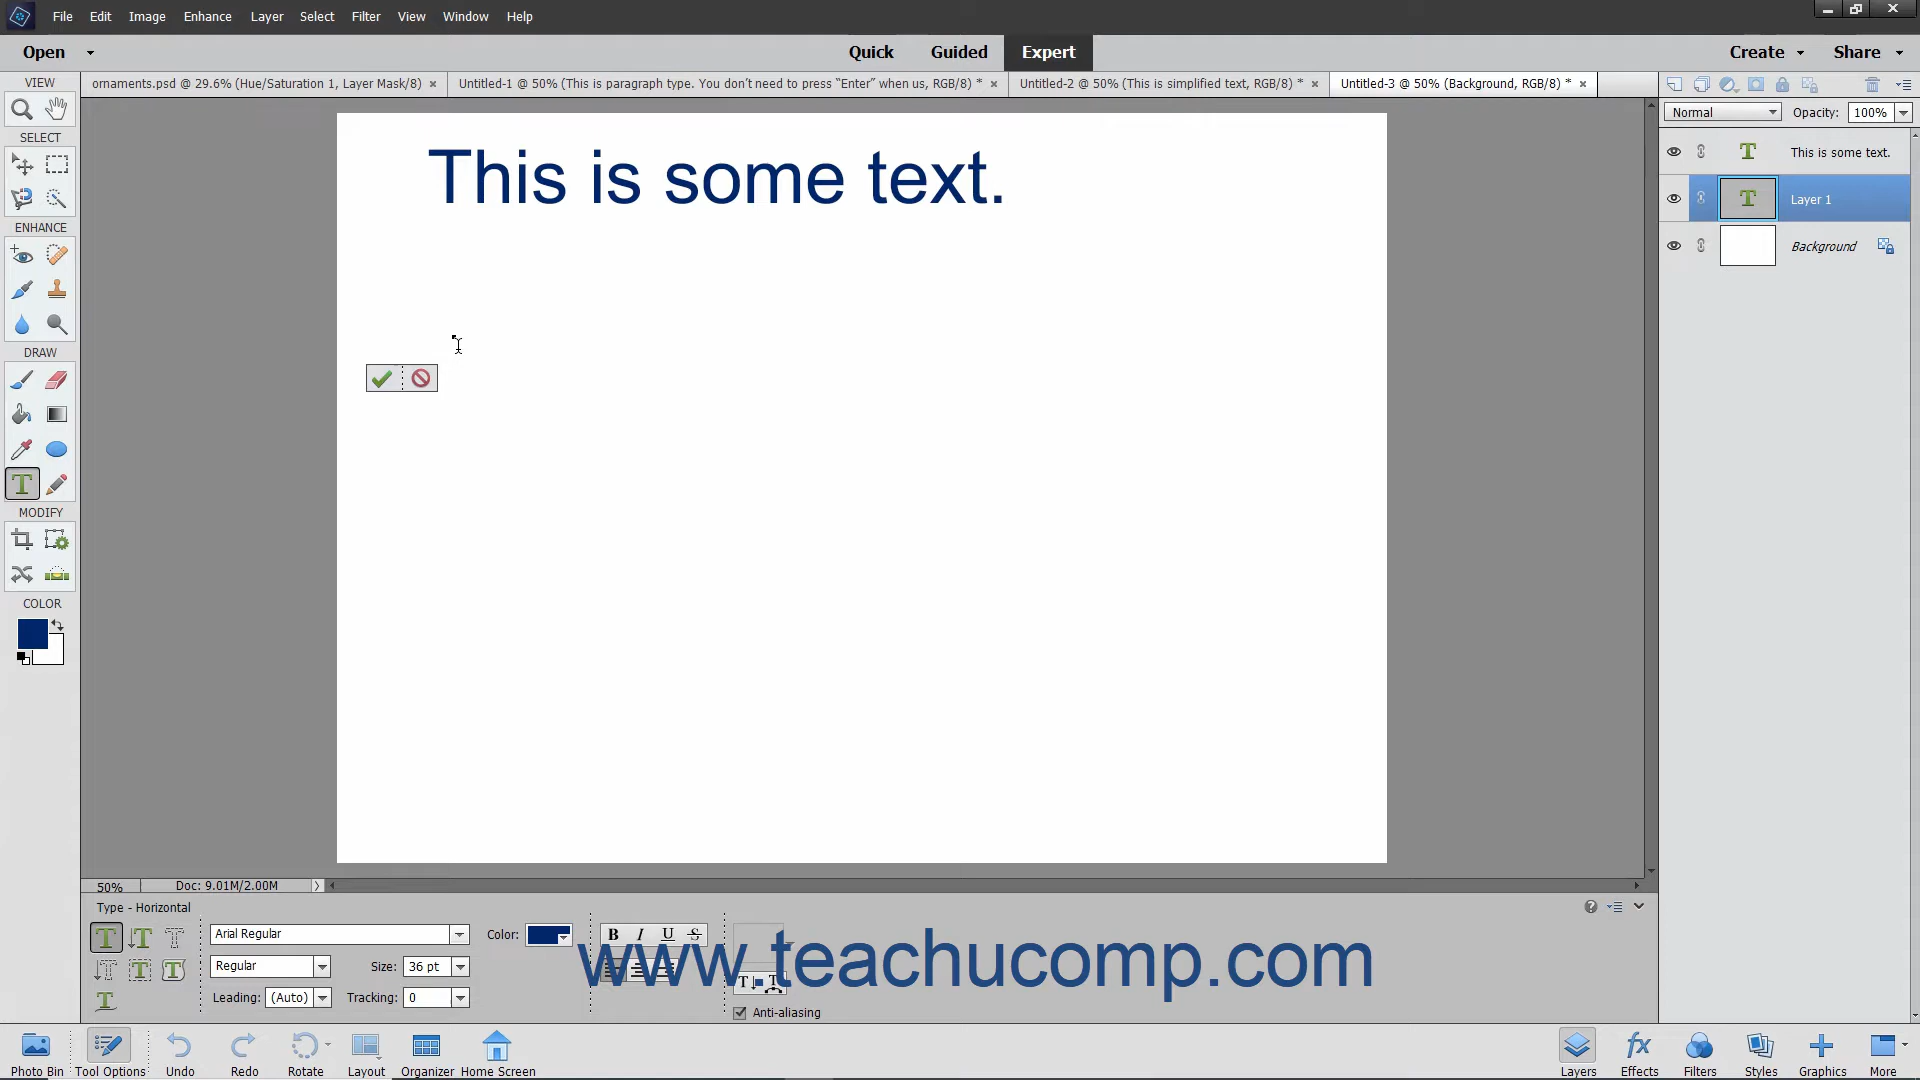 File Edit Image Enhance Layer Select Filter View Window Help
Open Quick Guided Expert Create Share
VIEW
ornaments.psd @ 29.6% (Hue/Saturation 1, Layer Mask/8) × Untitled-1 @ 50% (This is paragraph type. You don't need to press “Enter” when us, RGB/8) * × Untitled-2 @ 50% (This is simplified text, RGB/8) * × Untitled-3 @ 50% (Background, RGB/8) * ×
Normal Opacity: 100%
SELECT
This is some text.
This is some text.
Layer 1
ENHANCE
Background
DRAW
MODIFY
COLOR
50% Doc: 9.01M/2.00M
Type - Horizontal
Arial Regular Color: B I U S
Regular Size: 36 pt
www.teachucomp.com
Leading: (Auto) Tracking: 0
Anti-aliasing
Photo Bin Tool Options Undo Redo Rotate Layout Organizer Home Screen Layers Effects Filters Styles Graphics More